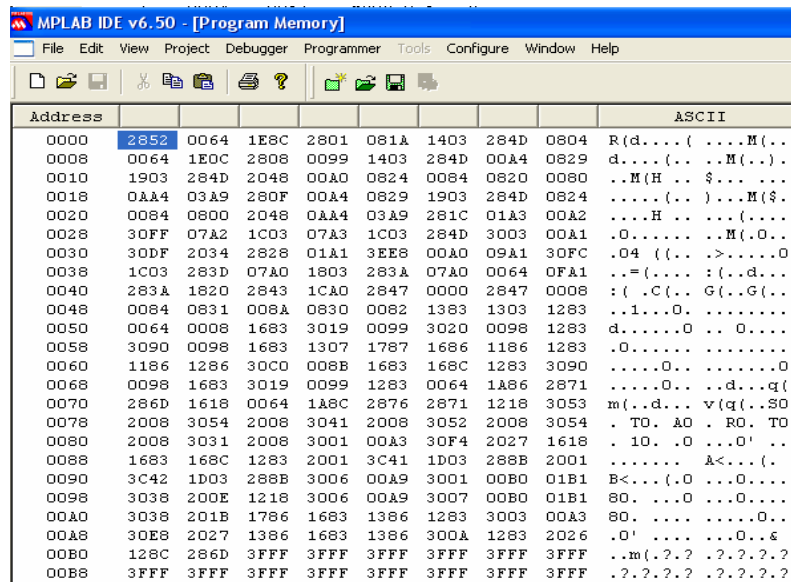 MPLAB IDE v6.50 - [Program Memory]
File Edit View Project Debugger Programmer Tools Configure Window Help
Address ASCII
0000 2852 0064 1E8C 2801 081A 1403 284D 0804 R(d....( ....M(..
0008 0064 1E0C 2808 0099 1403 284D 00A4 0829 d....(.. ..M(..).
0010 1903 284D 2048 00A0 0824 0084 0820 0080 ..M(H .. $... ...
0018 0AA4 03A9 280F 00A4 0829 1903 284D 0824 .....(.. )...M($.
0020 0084 0800 2048 0AA4 03A9 281C 01A3 00A2 ....H .. ...(....
0028 30FF 07A2 1C03 07A3 1C03 284D 3003 00A1 .0...... ..M(.0..
0030 30DF 2034 2828 01A1 3EE8 00A0 09A1 30FC .04 ((.. .>.....0
0038 1C03 283D 07A0 1803 283A 07A0 0064 0FA1 ..=(.... :(..d...
0040 283A 1820 2843 1CA0 2847 0000 2847 0008 :( .C(.. G(..G(..
0048 0084 0831 008A 0830 0082 1383 1303 1283 ..1...0. ........
0050 0064 0008 1683 3019 0099 3020 0098 1283 d......0 .. 0....
0058 3090 0098 1683 1307 1787 1686 1186 1283 .0...... ........
0060 1186 1286 30C0 008B 1683 168C 1283 3090 .....0.. .......0
0068 0098 1683 3019 0099 1283 0064 1A86 2871 .....0.. ..d...q(
0070 286D 1618 0064 1A8C 2876 2871 1218 3053 m(..d... v(q(..S0
0078 2008 3054 2008 3041 2008 3052 2008 3054 . T0. A0 . R0. T0
0080 2008 3031 2008 3001 00A3 30F4 2027 1618 . 10. .0 ...0' ..
0088 1683 168C 1283 2001 3C41 1D03 288B 2001 ....... A<...(.
0090 3C42 1D03 288B 3006 00A9 3001 00B0 01B1 B<...(.0 ...0....
0098 3038 200E 1218 3006 00A9 3007 00B0 01B1 80. ...0 ...0....
00A0 3038 201B 1786 1683 1386 1283 3003 00A3 80. .... .....0..
00A8 30E8 2027 1386 1683 1386 300A 1283 2026 .0' .... ...0..&
00B0 128C 286D 3FFF 3FFF 3FFF 3FFF 3FFF 3FFF ..m(.?.? .?.?.?.?
00B8 3FFF 3FFF 3FFF 3FFF 3FFF 3FFF 3FFF 3FFF .?.?.?.? .?.?.?.?